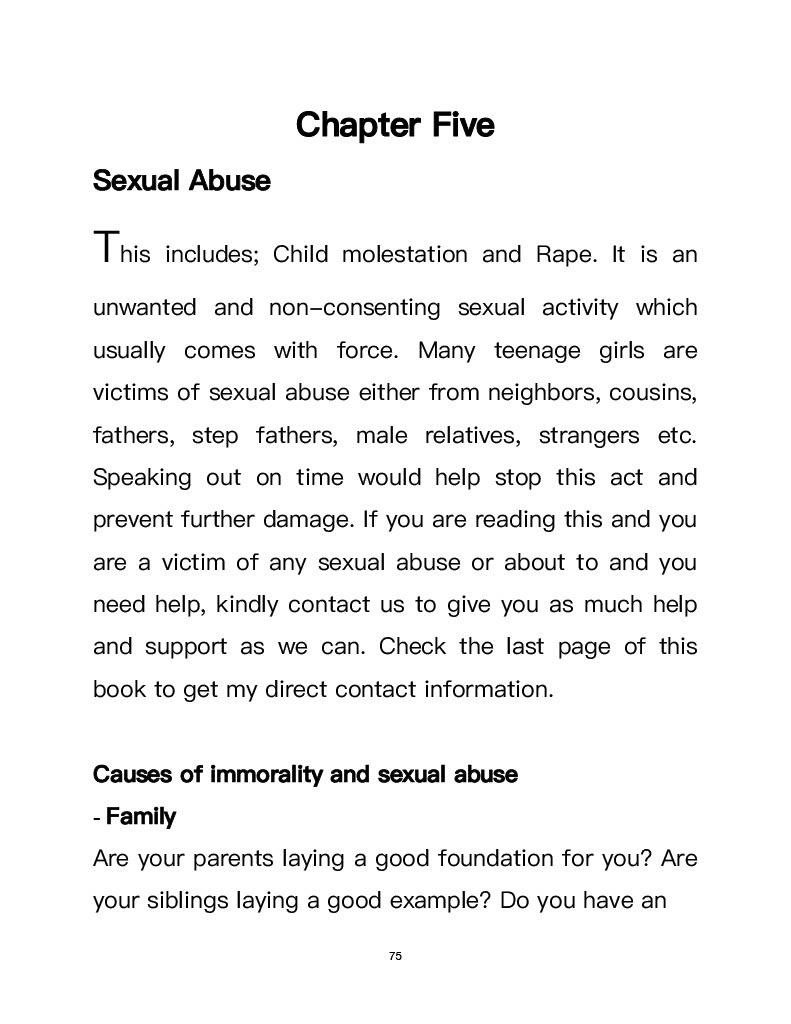 Chapter Five
Sexual Abuse
This includes; Child molestation and Rape. It is an
unwanted and non-consenting sexual activity which
usually comes with force. Many teenage girls are
victims of sexual abuse either from neighbors, cousins,
fathers, step fathers, male relatives, strangers etc.
Speaking out on time would help stop this act and
prevent further damage. If you are reading this and you
are a victim of any sexual abuse or about to and you
need help, kindly contact us to give you as much help
and support as we can. Check the last page of this
book to get my direct contact information.
Causes of immorality and sexual abuse
- Family
Are your parents laying a good foundation for you? Are
your siblings laying a good example? Do you have an
75